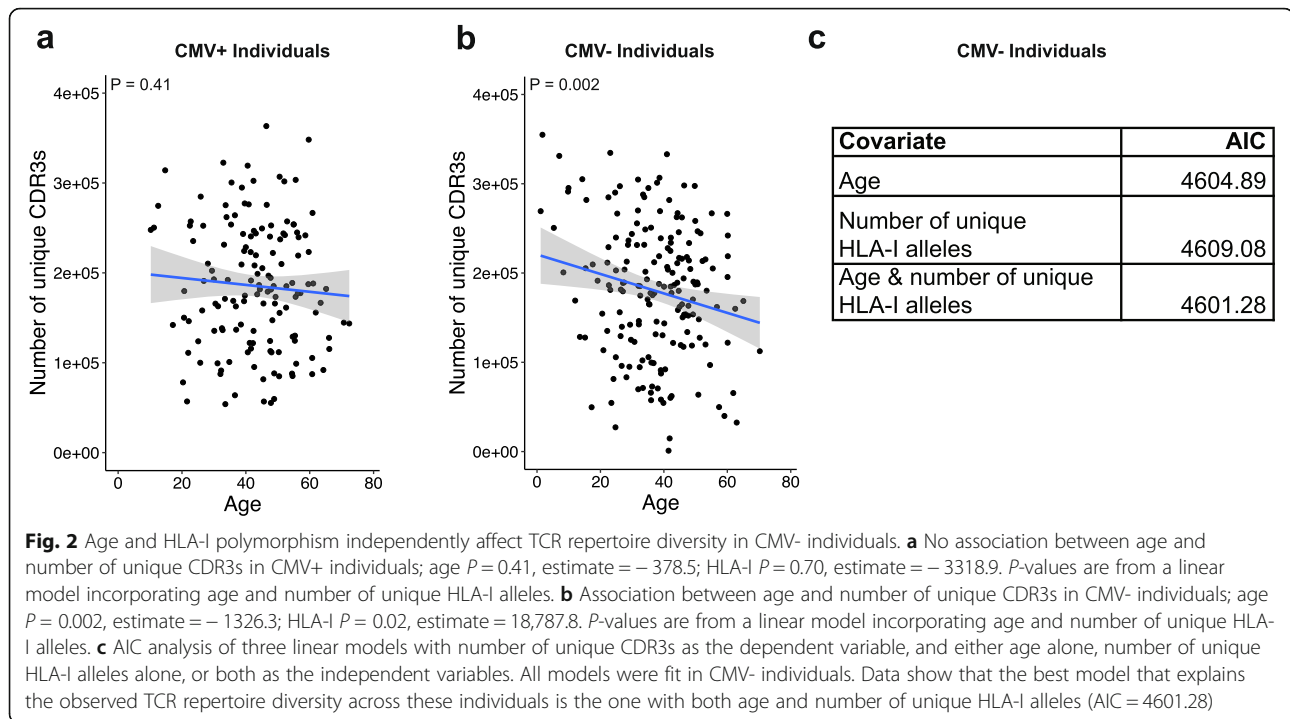 a
CMV+ Individuals
P = 0.41
4e+05
3e+05
2e+05
1e+05
0e+00
Number of unique CDR3s
0 20 40 60 80
Age
b
CMV- Individuals
P = 0.002
4e+05
3e+05
2e+05
1e+05
0e+00
Number of unique CDR3s
0 20 40 60 80
Age
c
CMV- Individuals
Covariate AIC
Age 4604.89
Number of unique
HLA-I alleles 4609.08
Age & number of unique
HLA-I alleles 4601.28
Fig. 2 Age and HLA-I polymorphism independently affect TCR repertoire diversity in CMV- individuals. a No association between age and
number of unique CDR3s in CMV+ individuals; age P = 0.41, estimate = − 378.5; HLA-I P = 0.70, estimate = − 3318.9. P-values are from a linear
model incorporating age and number of unique HLA-I alleles. b Association between age and number of unique CDR3s in CMV- individuals; age
P = 0.002, estimate = − 1326.3; HLA-I P = 0.02, estimate = 18,787.8. P-values are from a linear model incorporating age and number of unique HLA-
I alleles. c AIC analysis of three linear models with number of unique CDR3s as the dependent variable, and either age alone, number of unique
HLA-I alleles alone, or both as the independent variables. All models were fit in CMV- individuals. Data show that the best model that explains
the observed TCR repertoire diversity across these individuals is the one with both age and number of unique HLA-I alleles (AIC = 4601.28)